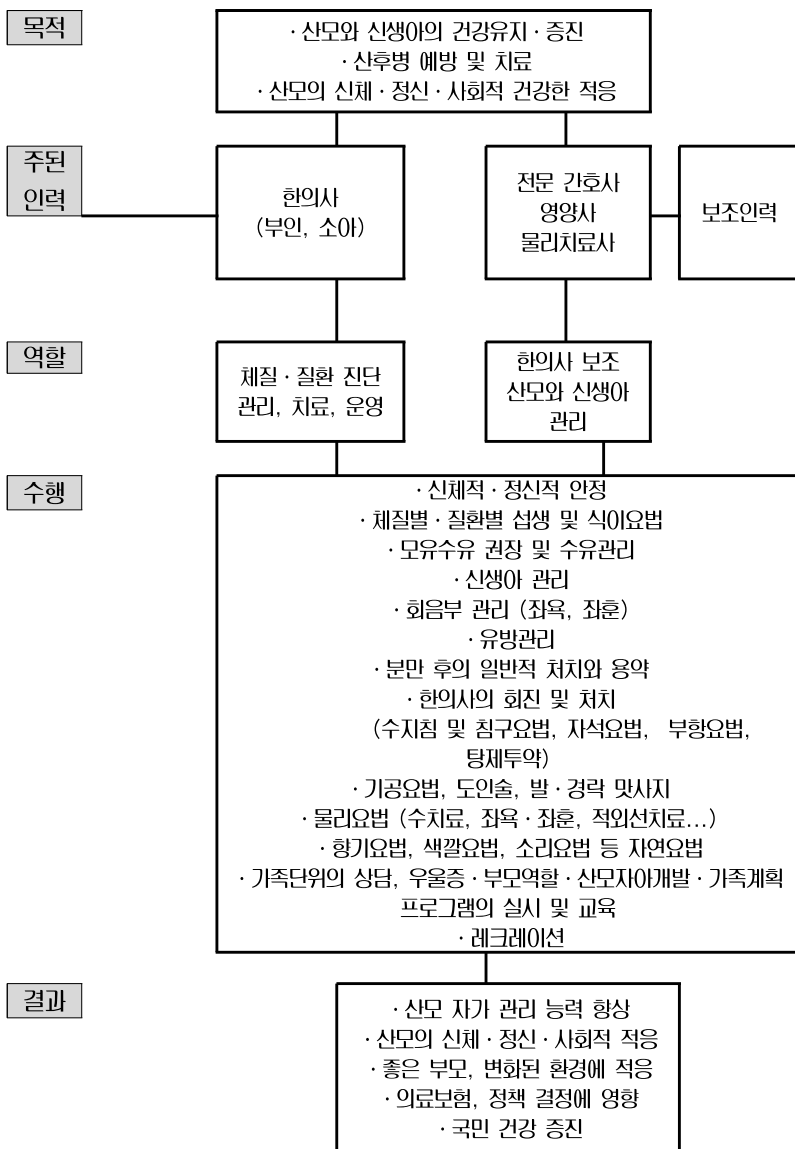 목적
· 산모와 신생아의 건강유지 · 증진
· 산후병 예방 및 치료
· 산모의 신체 · 정신 · 사회적 건강한 적응
주된
인력
한의사
(부인, 소아)
전문 간호사
영양사
물리치료사
보조인력
역할
체질 · 질환 진단
관리, 치료, 운영
한의사 보조
산모와 신생아
관리
수행
· 신체적 · 정신적 안정
· 체질별 · 질환별 섭생 및 식이요법
· 모유수유 권장 및 수유관리
· 신생아 관리
· 회음부 관리 (좌욕, 좌훈)
· 유방관리
· 분만 후의 일반적 처치와 용약
· 한의사의 회진 및 처치
(수지침 및 침구요법, 자석요법, 부항요법,
탕제투약)
· 기공요법, 도인술, 발 · 경락 맛사지
· 물리요법 (수치료, 좌욕 · 좌훈, 적외선치료...)
· 향기요법, 색깔요법, 소리요법 등 자연요법
· 가족단위의 상담, 우울증 · 부모역할 · 산모자아개발 · 가족계획
프로그램의 실시 및 교육
· 레크레이션
결과
· 산모 자가 관리 능력 향상
· 산모의 신체 · 정신 · 사회적 적응
· 좋은 부모, 변화된 환경에 적응
· 의료보험, 정책 결정에 영향
· 국민 건강 증진